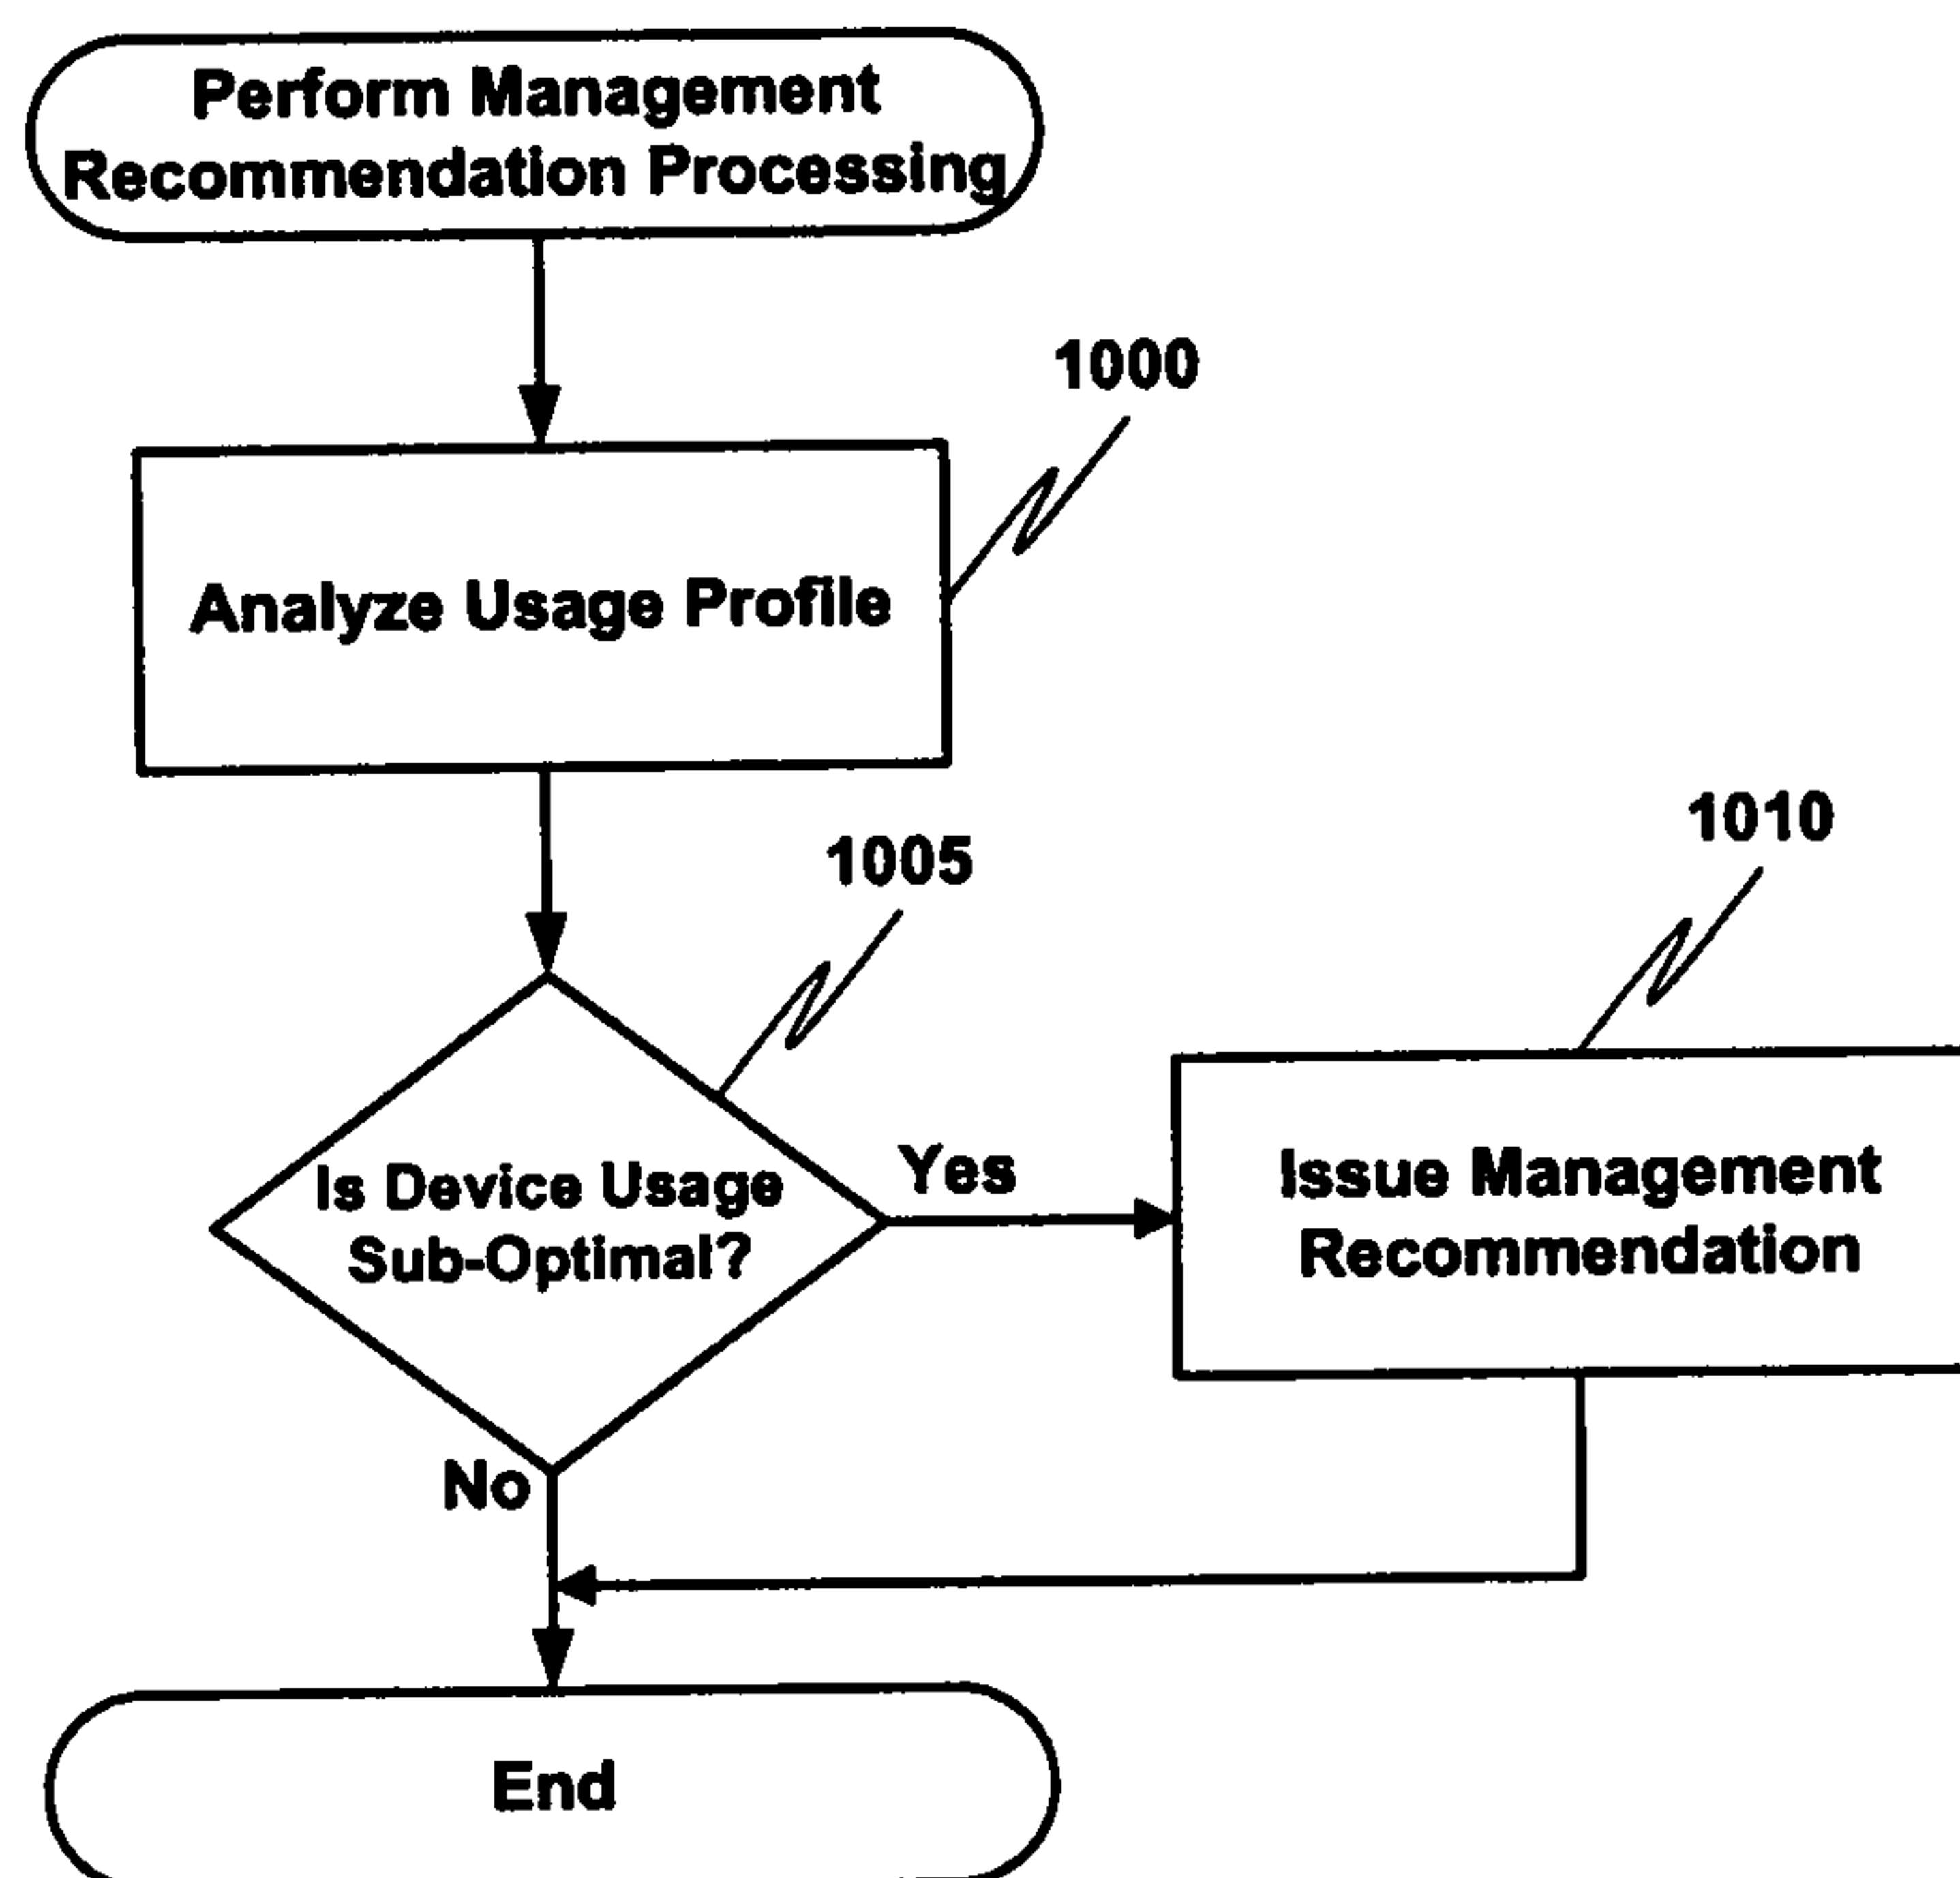 Perform Management
Recommendation Processing
1000
Analyze Usage Profile
1005
1010
Is Device Usage
Sub-Optimal?
Yes
Issue Management
Recommendation
No
End